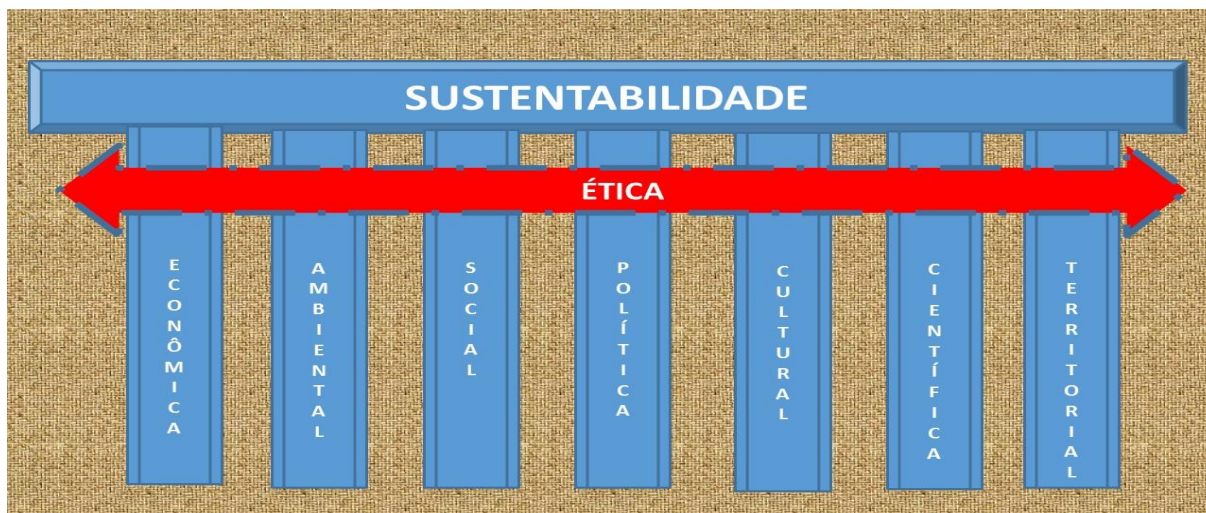 SUSTENTABILIDADE
ÉTICA
ECONÔMICA
AMBIENTAL
SOCIAL
POLÍTICA
CULTURAL
CIENTÍFICA
TERRITORIAL